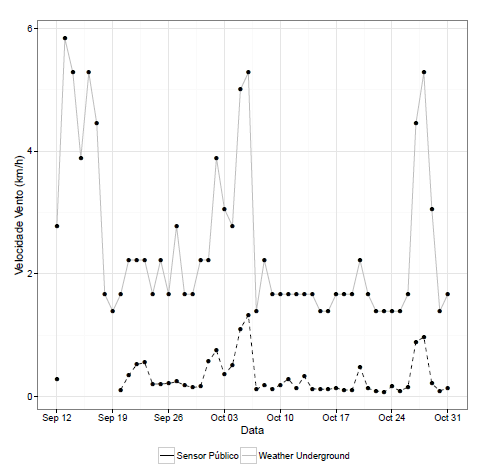 6
4
2
0
Velocidade Vento (km/h)
Sep 12 Sep 19 Sep 26 Oct 03 Oct 10 Oct 17 Oct 24 Oct 31
Data
Sensor Público Weather Underground